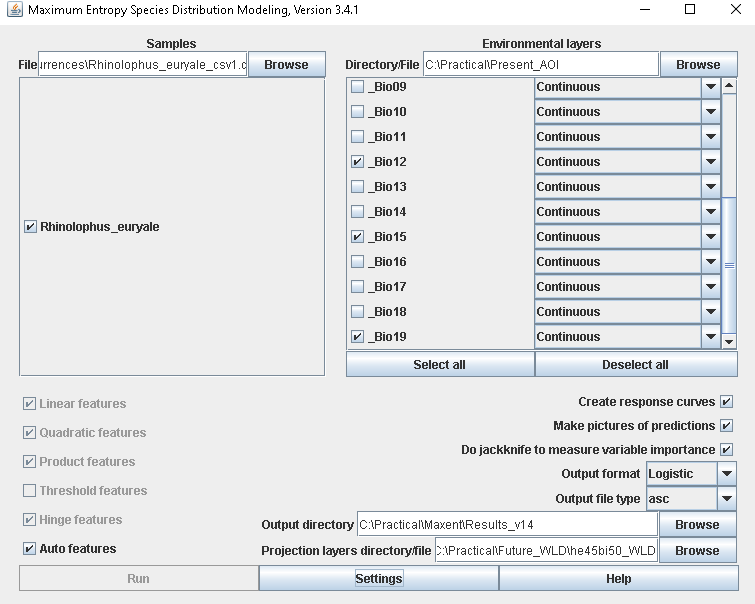 Maximum Entropy Species Distribution Modeling, Version 3.4.1
Samples
File urrences\Rhinolophus_euryale_csv1.c Browse
Rhinolophus_euryale
Environmental layers
Directory/File C:\Practical\Present_AOI Browse
_Bio09 Continuous
_Bio10 Continuous
_Bio11 Continuous
_Bio12 Continuous
_Bio13 Continuous
_Bio14 Continuous
_Bio15 Continuous
_Bio16 Continuous
_Bio17 Continuous
_Bio18 Continuous
_Bio19 Continuous
Select all Deselect all
Linear features
Quadratic features
Product features
Threshold features
Hinge features
Auto features
Create response curves
Make pictures of predictions
Do jackknife to measure variable importance
Output format Logistic
Output file type asc
Output directory C:\Practical\Maxent\Results_v14 Browse
Projection layers directory/file C:\Practical\Future_WLD\he45bi50_WLD Browse
Run Settings Help